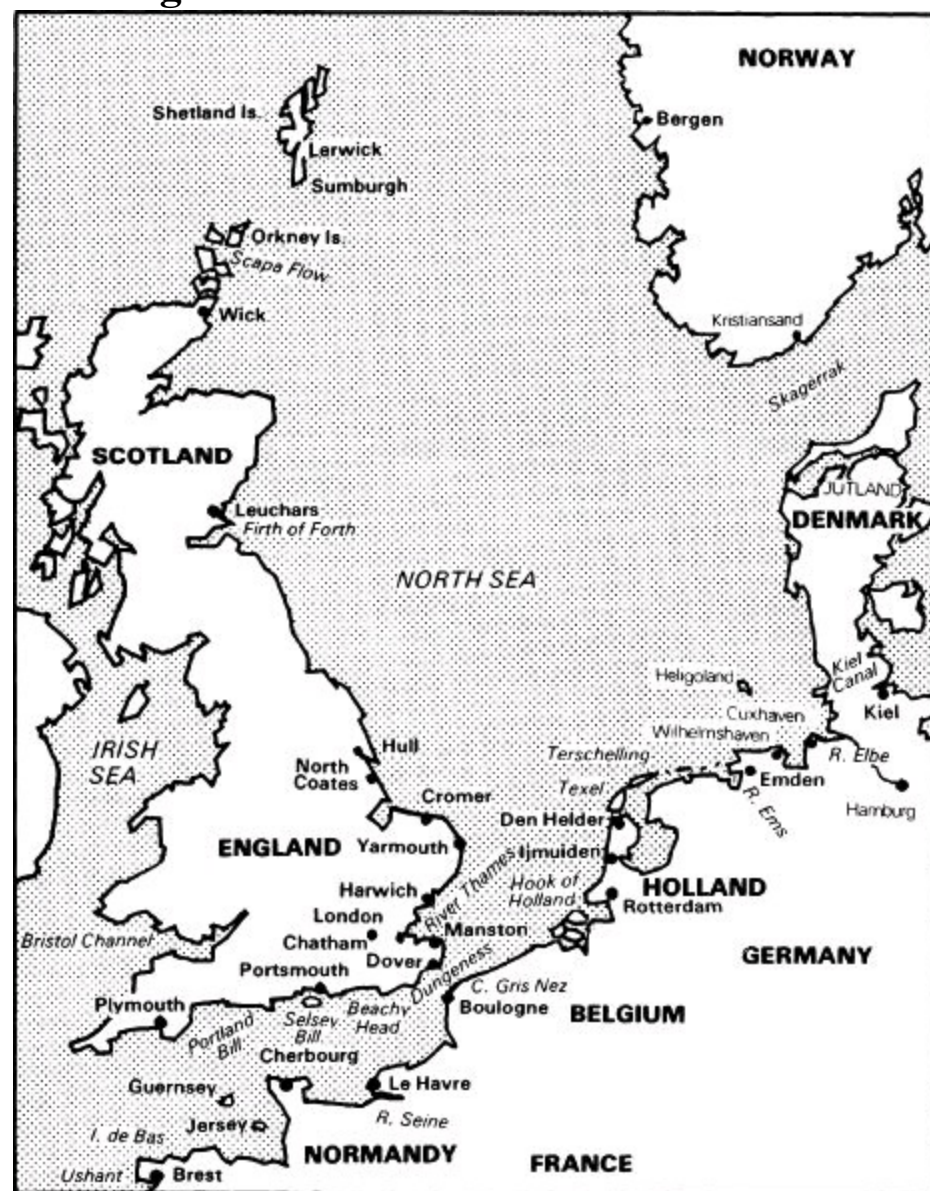 NORWAY
Shetland Is.
Bergen
Lerwick
Sumburgh
Orkney Is.
Scapa Flow
Wick
Kristiansand
Skagerrak
SCOTLAND
JUTLAND
Leuchars
DENMARK
Firth of Forth
NORTH SEA
Kiel
Canal
Heligoland
Cuxhaven
Kiel
Wilhelmshaven
IRISH
SEA
Hull
Terschelling
R. Elbe
North
Coates
Emden
Texel
R. Ems
Hamburg
Cromer
Den Helder
ENGLAND
Yarmouth
Ijmuiden
River Thames
Hook of
Holland
HOLLAND
Harwich
Rotterdam
London
Bristol Channel
Chatham
Manston
GERMANY
Dover
Dungeness
Portsmouth
C. Gris Nez
Plymouth
Boulogne
BELGIUM
Portland
Bill
Selsey
Bill
Beachy
Head
Cherbourg
Guernsey
Le Havre
Jersey
R. Seine
I. de Bas
NORMANDY
FRANCE
Ushant
Brest